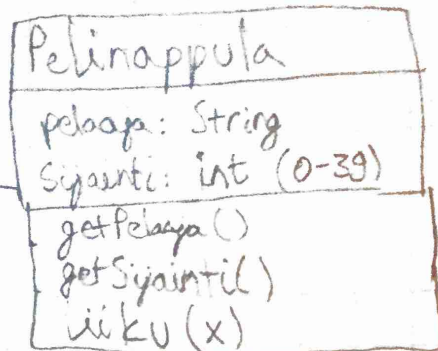 Pelinappula
pelaaja: String
Sijainti: int (0-39)
getPelaaja()
getSijainti()
liiku(x)